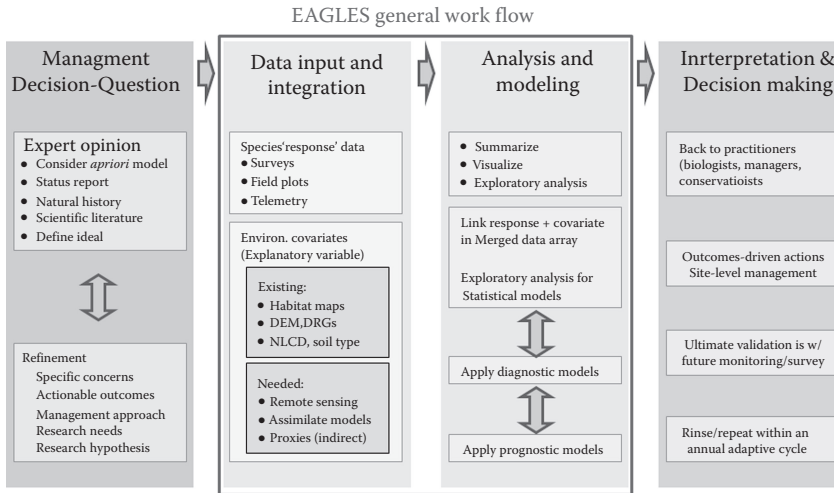 EAGLES general work flow
Managment
Decision-Question
Expert opinion
• Consider apriori model
• Status report
• Natural history
• Scientific literature
• Define ideal
Refinement
Specific concerns
Actionable outcomes
Management approach
Research needs
Research hypothesis
Data input and
integration
Species‘response’ data
• Surveys
• Field plots
• Telemetry
Environ. covariates
(Explanatory variable)
Existing:
• Habitat maps
• DEM,DRGs
• NLCD, soil type
Needed:
• Remote sensing
• Assimilate models
• Proxies (indirect)
Analysis and
modeling
• Summarize
• Visualize
• Exploratory analysis
Link response + covariate
in Merged data array
Exploratory analysis for
Statistical models
Apply diagnostic models
Apply prognostic models
Inrterpretation &
Decision making
Back to practitioners
(biologists, managers,
conservatioists
Outcomes-driven actions
Site-level management
Ultimate validation is w/
future monitoring/survey
Rinse/repeat within an
annual adaptive cycle